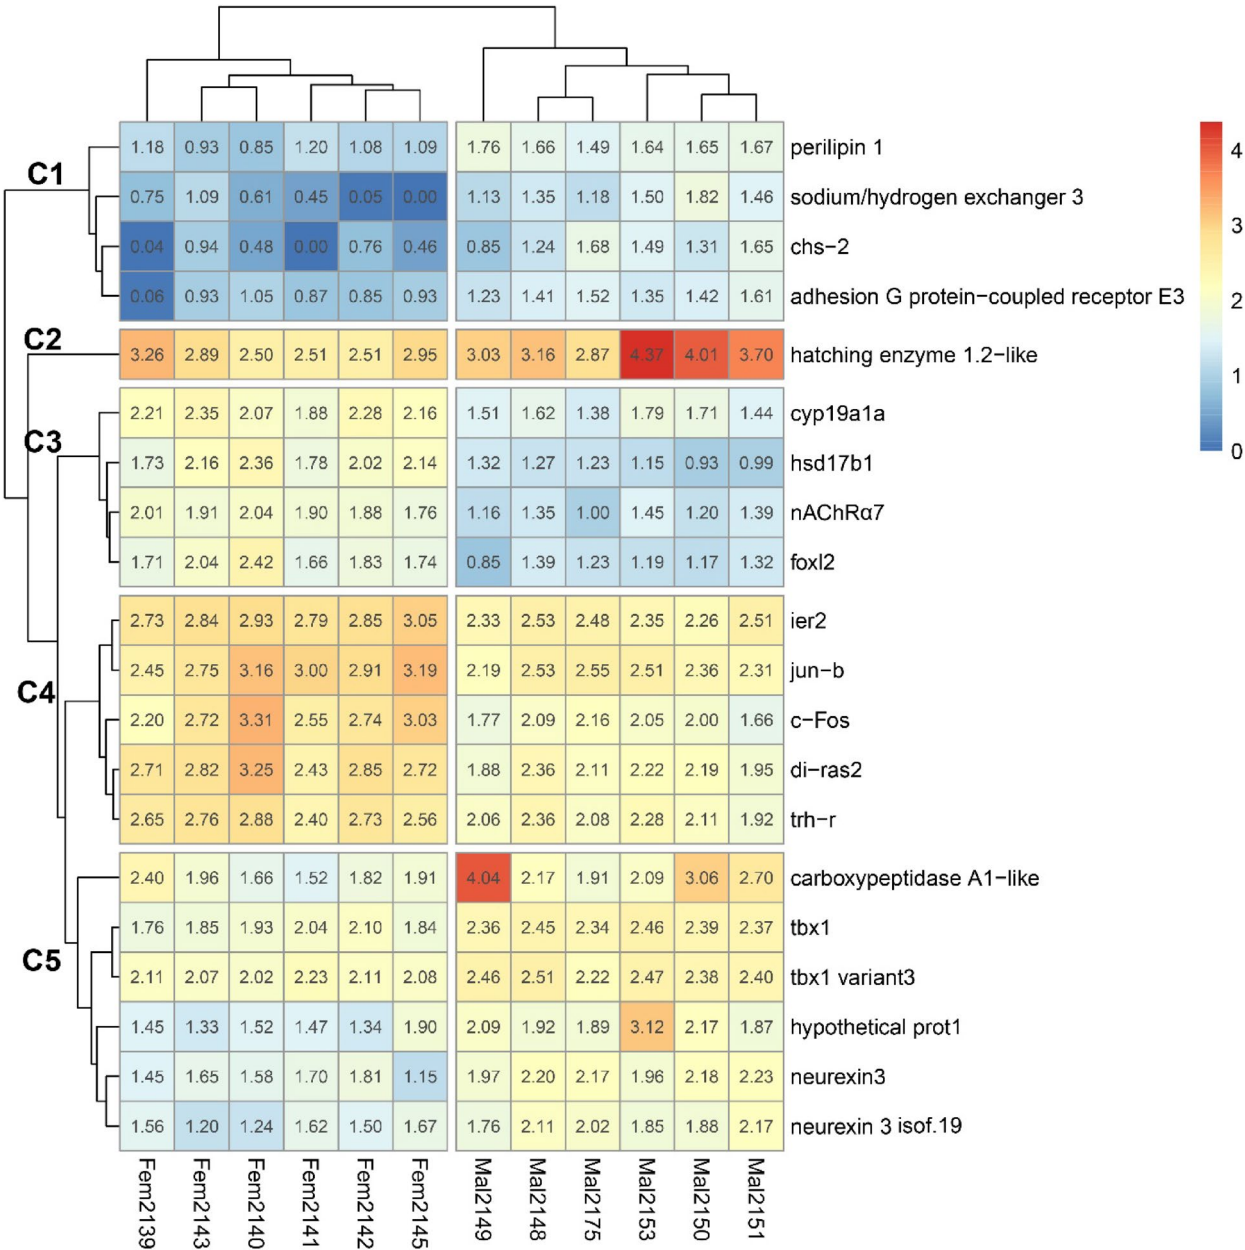 C1
1.18 0.93 0.85 1.20 1.08 1.09 1.76 1.66 1.49 1.64 1.65 1.67 perilipin 1
0.75 1.09 0.61 0.45 0.05 0.00 1.13 1.35 1.18 1.50 1.82 1.46 sodium/hydrogen exchanger 3
0.04 0.94 0.48 0.00 0.76 0.46 0.85 1.24 1.68 1.49 1.31 1.65 chs−2
0.06 0.93 1.05 0.87 0.85 0.93 1.23 1.41 1.52 1.35 1.42 1.61 adhesion G protein−coupled receptor E3
C2
3.26 2.89 2.50 2.51 2.51 2.95 3.03 3.16 2.87 4.37 4.01 3.70 hatching enzyme 1.2−like
C3
2.21 2.35 2.07 1.88 2.28 2.16 1.51 1.62 1.38 1.79 1.71 1.44 cyp19a1a
1.73 2.16 2.36 1.78 2.02 2.14 1.32 1.27 1.23 1.15 0.93 0.99 hsd17b1
2.01 1.91 2.04 1.90 1.88 1.76 1.16 1.35 1.00 1.45 1.20 1.39 nAChRα7
1.71 2.04 2.42 1.66 1.83 1.74 0.85 1.39 1.23 1.19 1.17 1.32 foxl2
C4
2.73 2.84 2.93 2.79 2.85 3.05 2.33 2.53 2.48 2.35 2.26 2.51 ier2
2.45 2.75 3.16 3.00 2.91 3.19 2.19 2.53 2.55 2.51 2.36 2.31 jun−b
2.20 2.72 3.31 2.55 2.74 3.03 1.77 2.09 2.16 2.05 2.00 1.66 c−Fos
2.71 2.82 3.25 2.43 2.85 2.72 1.88 2.36 2.11 2.22 2.19 1.95 di−ras2
2.65 2.76 2.88 2.40 2.73 2.56 2.06 2.36 2.08 2.28 2.11 1.92 trh−r
C5
2.40 1.96 1.66 1.52 1.82 1.91 4.04 2.17 1.91 2.09 3.06 2.70 carboxypeptidase A1−like
1.76 1.85 1.93 2.04 2.10 1.84 2.36 2.45 2.34 2.46 2.39 2.37 tbx1
2.11 2.07 2.02 2.23 2.11 2.08 2.46 2.51 2.22 2.47 2.38 2.40 tbx1 variant3
1.45 1.33 1.52 1.47 1.34 1.90 2.09 1.92 1.89 3.12 2.17 1.87 hypothetical prot1
1.45 1.65 1.58 1.70 1.81 1.15 1.97 2.20 2.17 1.96 2.18 2.23 neurexin3
1.56 1.20 1.24 1.62 1.50 1.67 1.76 2.11 2.02 1.85 1.88 2.17 neurexin 3 isof.19
Fem2139
Fem2143
Fem2140
Fem2141
Fem2142
Fem2145
Mal2149
Mal2148
Mal2175
Mal2153
Mal2150
Mal2151
4
3
2
1
0